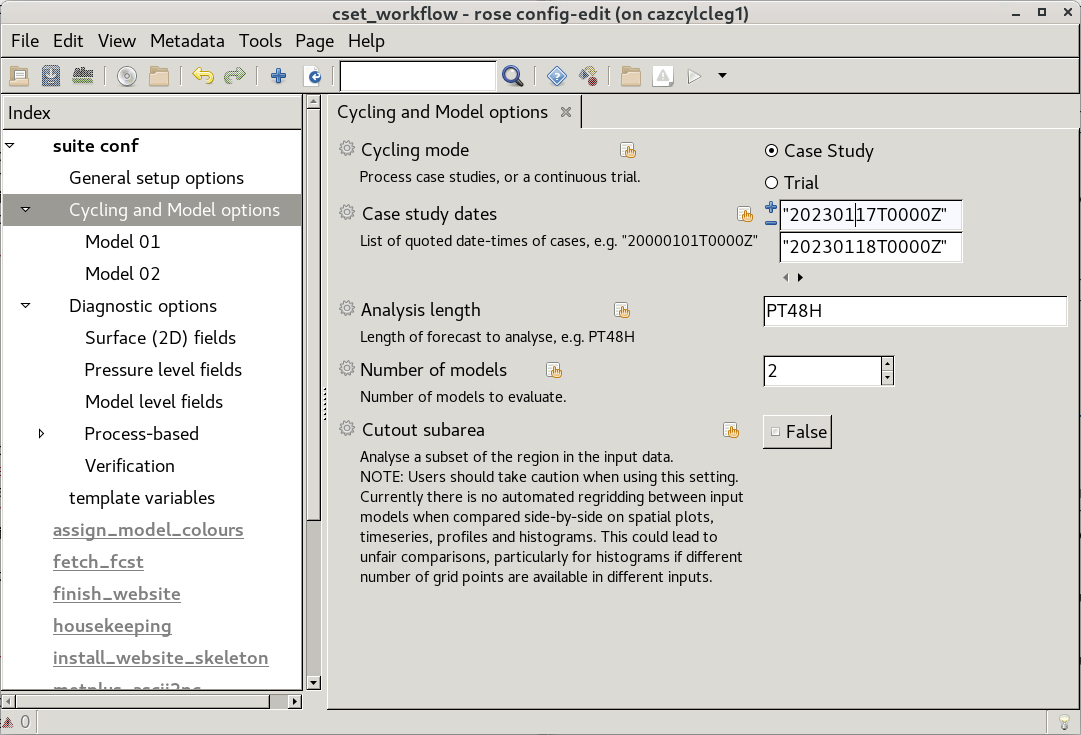 cset_workflow - rose config-edit (on cazcylcleg1)
File Edit View Metadata Tools Page Help
Index
suite conf
General setup options
Cycling and Model options
Model 01
Model 02
Diagnostic options
Surface (2D) fields
Pressure level fields
Model level fields
Process-based
Verification
template variables
assign_model_colours
fetch_fcst
finish_website
housekeeping
install_website_skeleton
0
Cycling and Model options
Cycling mode
Process case studies, or a continuous trial.
Case Study
Trial
Case study dates
List of quoted date-times of cases, e.g. "20000101T0000Z"
"20230117T0000Z"
"20230118T0000Z"
Analysis length
Length of forecast to analyse, e.g. PT48H
PT48H
Number of models
Number of models to evaluate.
2
Cutout subarea
False
Analyse a subset of the region in the input data.
NOTE: Users should take caution when using this setting.
Currently there is no automated regridding between input
models when compared side-by-side on spatial plots,
timeseries, profiles and histograms. This could lead to
unfair comparisons, particularly for histograms if different
number of grid points are available in different inputs.